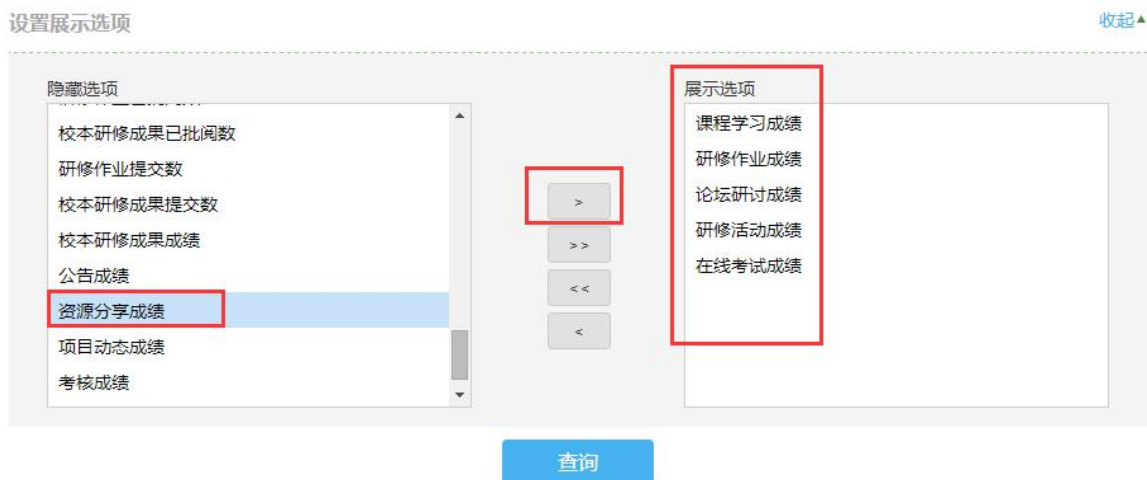 设置展示选项
收起▲
隐藏选项
校本研修成果已批阅数
研修作业提交数
校本研修成果提交数
校本研修成果成绩
公告成绩
资源分享成绩
项目动态成绩
考核成绩
>
>>
<<
<
展示选项
课程学习成绩
研修作业成绩
论坛研讨成绩
研修活动成绩
在线考试成绩
查询